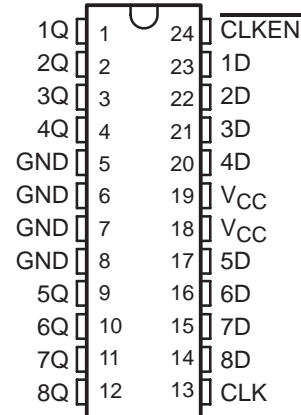 1Q 1 24 CLKEN
2Q 2 23 1D
3Q 3 22 2D
4Q 4 21 3D
GND 5 20 4D
GND 6 19 VCC
GND 7 18 VCC
GND 8 17 5D
5Q 9 16 6D
6Q 10 15 7D
7Q 11 14 8D
8Q 12 13 CLK